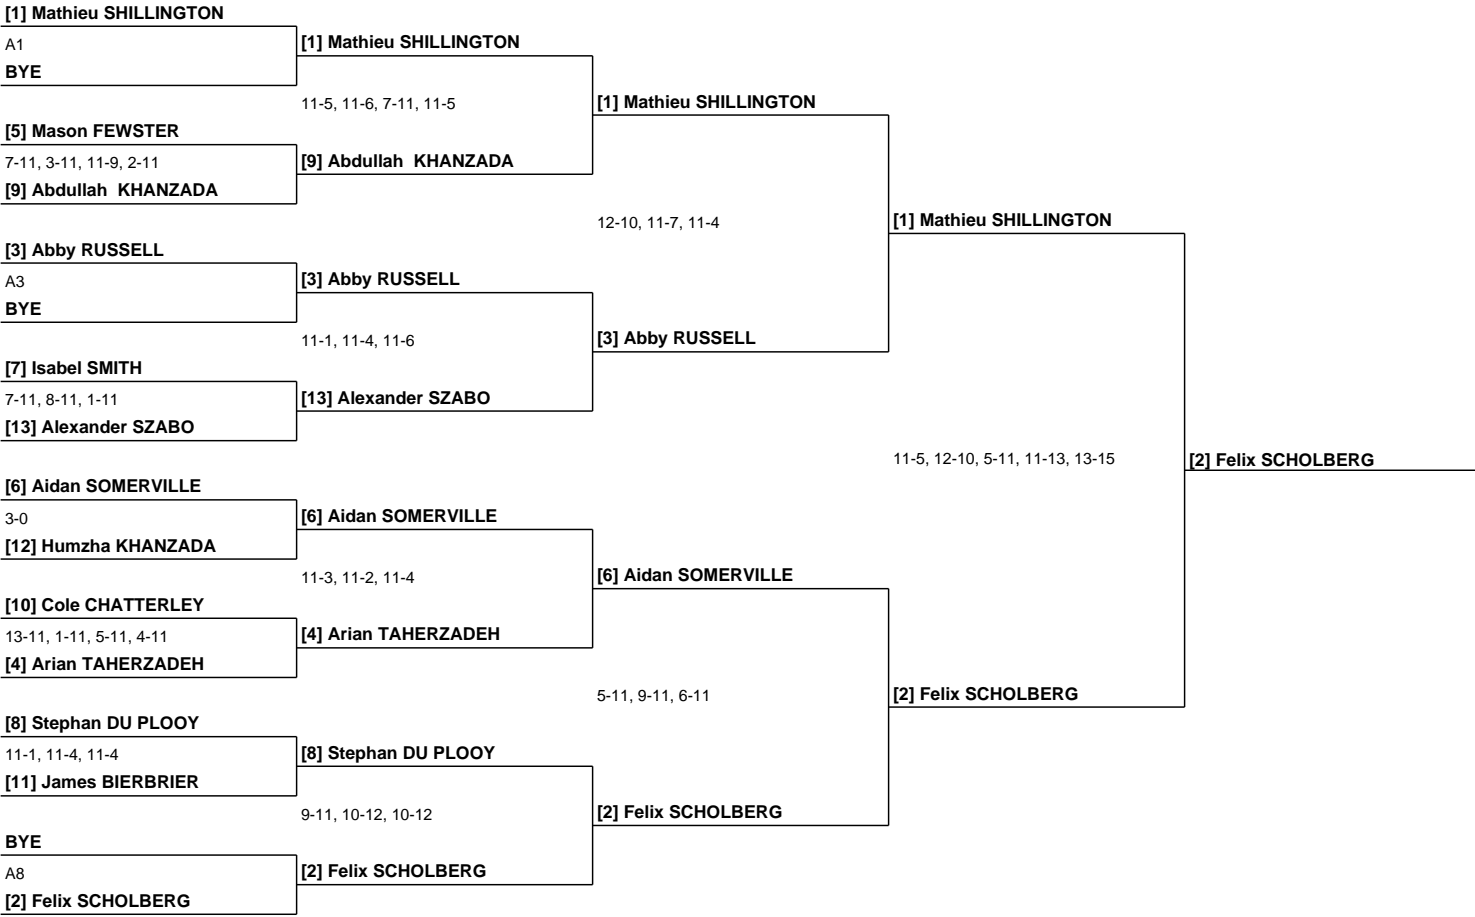 [1] Mathieu SHILLINGTON
A1
BYE
[5] Mason FEWSTER
7-11, 3-11, 11-9, 2-11
[9] Abdullah  KHANZADA
[3] Abby RUSSELL
A3
BYE
[7] Isabel SMITH
7-11, 8-11, 1-11
[13] Alexander SZABO
[6] Aidan SOMERVILLE
3-0
[12] Humzha KHANZADA
[10] Cole CHATTERLEY
13-11, 1-11, 5-11, 4-11
[4] Arian TAHERZADEH
[8] Stephan DU PLOOY
11-1, 11-4, 11-4
[11] James BIERBRIER
BYE
A8
[2] Felix SCHOLBERG
[1] Mathieu SHILLINGTON
11-5, 11-6, 7-11, 11-5
[9] Abdullah  KHANZADA
[3] Abby RUSSELL
11-1, 11-4, 11-6
[13] Alexander SZABO
[6] Aidan SOMERVILLE
11-3, 11-2, 11-4
[4] Arian TAHERZADEH
[8] Stephan DU PLOOY
9-11, 10-12, 10-12
[2] Felix SCHOLBERG
[1] Mathieu SHILLINGTON
12-10, 11-7, 11-4
[3] Abby RUSSELL
[6] Aidan SOMERVILLE
5-11, 9-11, 6-11
[2] Felix SCHOLBERG
[1] Mathieu SHILLINGTON
11-5, 12-10, 5-11, 11-13, 13-15
[2] Felix SCHOLBERG
[2] Felix SCHOLBERG